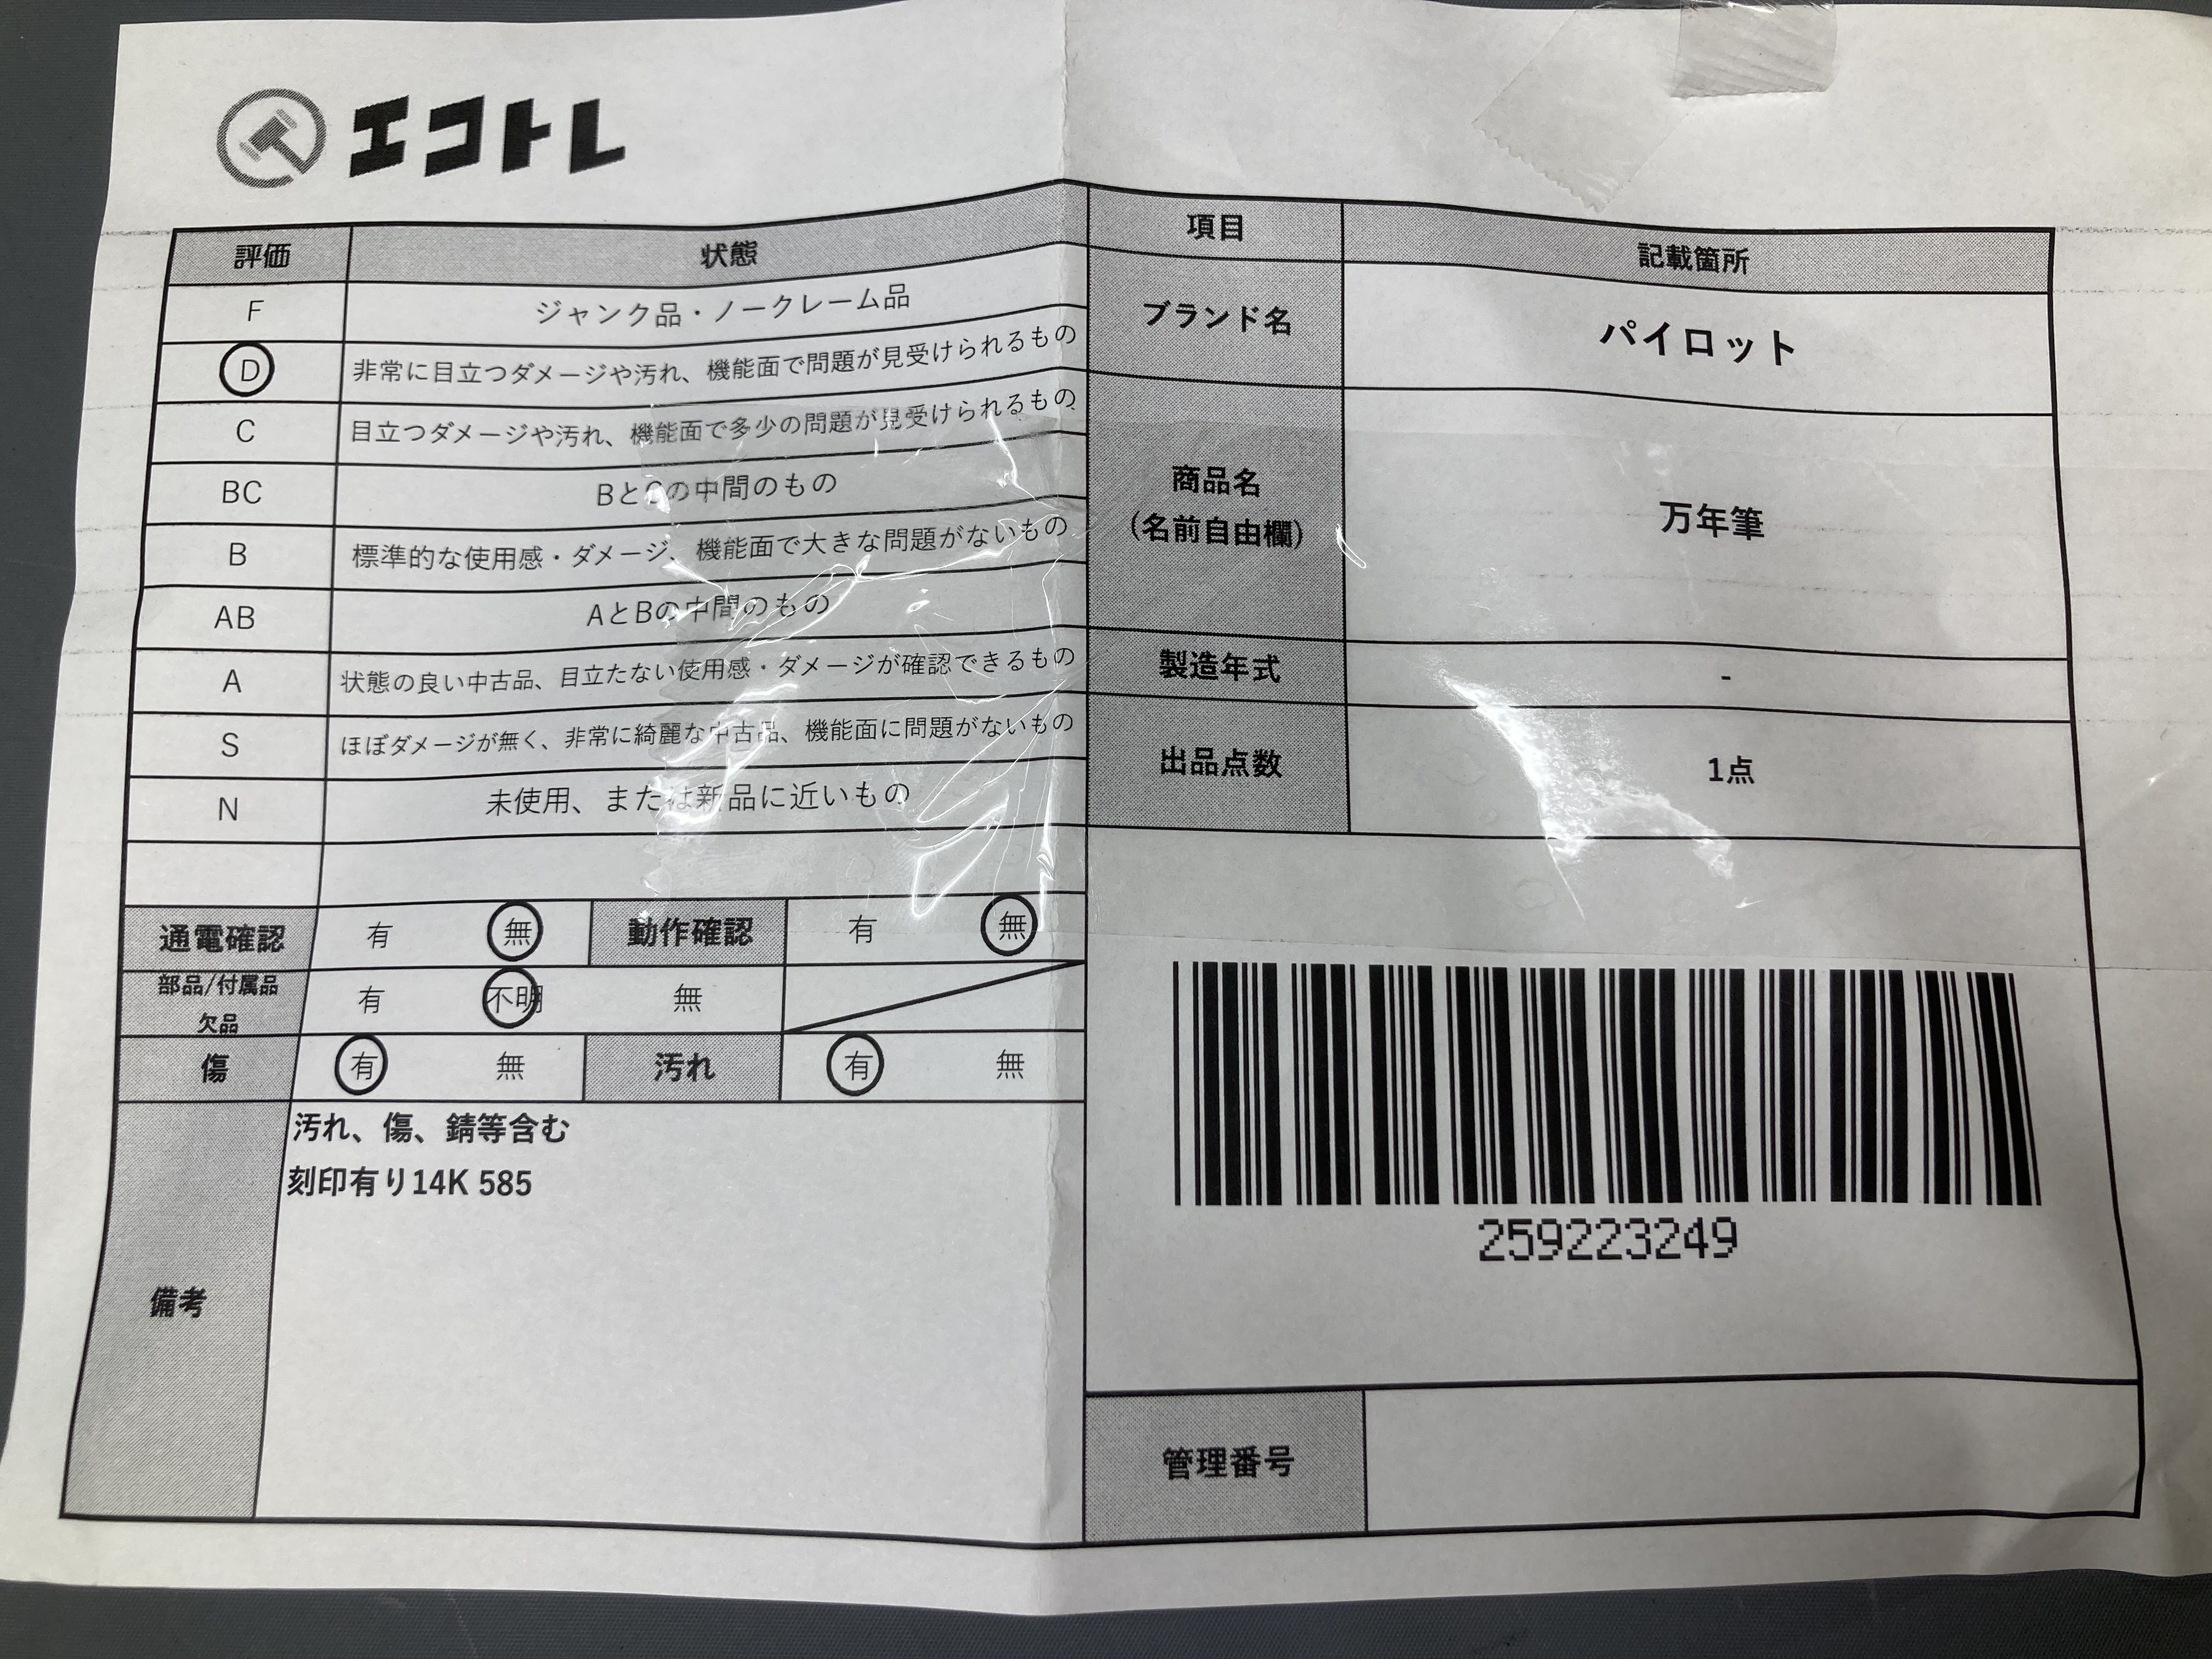 エコトレ
評価 状態
F ジャンク品・ノークレーム品
D 非常に目立つダメージや汚れ、機能面で問題が見受けられるもの
C 目立つダメージや汚れ、機能面で多少の問題が見受けられるもの
BC BとCの中間のもの
B 標準的な使用感・ダメージ、機能面で大きな問題がないもの
AB AとBの中間のもの
A 状態の良い中古品、目立たない使用感・ダメージが確認できるもの
S ほぼダメージが無く、非常に綺麗な中古品、機能面に問題がないもの
N 未使用、または新品に近いもの
通電確認 有 無 動作確認 有 無
部品/付属品
欠品 有 不明 無
傷 有 無 汚れ 有 無
備考
汚れ、傷、錆等含む
刻印有り14K 585
項目 記載箇所
ブランド名 パイロット
商品名
(名前自由欄) 万年筆
製造年式 -
出品点数 1点
259223249
管理番号